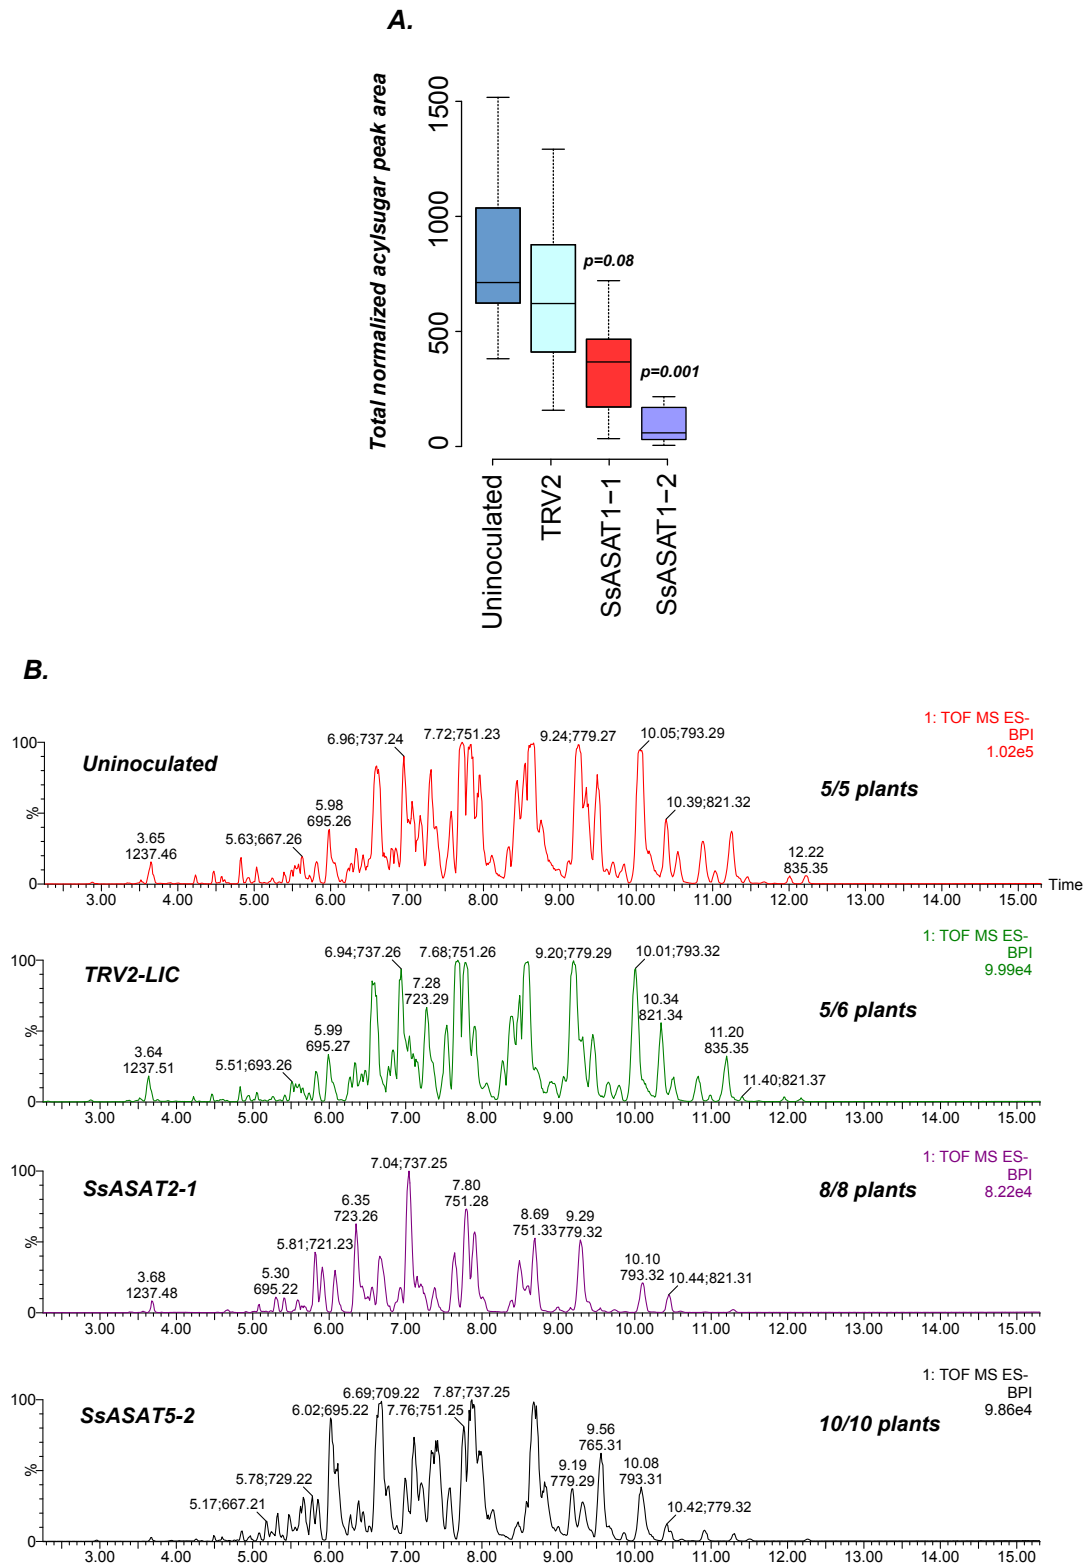 A.
Total normalized acylsugar peak area
1500
1000
500
0
p=0.08
p=0.001
Uninoculated
TRV2
SsASAT1−1
SsASAT1−2
B.
1: TOF MS ES-
BPI
1.02e5
Uninoculated
5/5 plants
100
%
0
3.65
1237.46
5.63;667.26
5.98
695.26
6.96;737.24
7.72;751.23
9.24;779.27
10.05;793.29
10.39;821.32
12.22
835.35
Time
3.00 4.00 5.00 6.00 7.00 8.00 9.00 10.00 11.00 12.00 13.00 14.00 15.00
1: TOF MS ES-
BPI
9.99e4
TRV2-LIC
5/6 plants
100
%
0
3.64
1237.51
5.51;693.26
5.99
695.27
6.94;737.26
7.28
723.29
7.68;751.26
9.20;779.29
10.01;793.32
10.34
821.34
11.20
835.35
11.40;821.37
3.00 4.00 5.00 6.00 7.00 8.00 9.00 10.00 11.00 12.00 13.00 14.00 15.00
1: TOF MS ES-
BPI
8.22e4
SsASAT2-1
8/8 plants
100
%
0
3.68
1237.48
5.30
695.22
5.81;721.23
6.35
723.26
7.04;737.25
7.80
751.28
8.69
751.33
9.29
779.32
10.10
793.32
10.44;821.31
3.00 4.00 5.00 6.00 7.00 8.00 9.00 10.00 11.00 12.00 13.00 14.00 15.00
1: TOF MS ES-
BPI
9.86e4
SsASAT5-2
10/10 plants
100
%
0
5.17;667.21
5.78;729.22
6.02;695.22
6.69;709.22
7.76;751.25
7.87;737.25
9.19
779.29
9.56
765.31
10.08
793.31
10.42;779.32
3.00 4.00 5.00 6.00 7.00 8.00 9.00 10.00 11.00 12.00 13.00 14.00 15.00